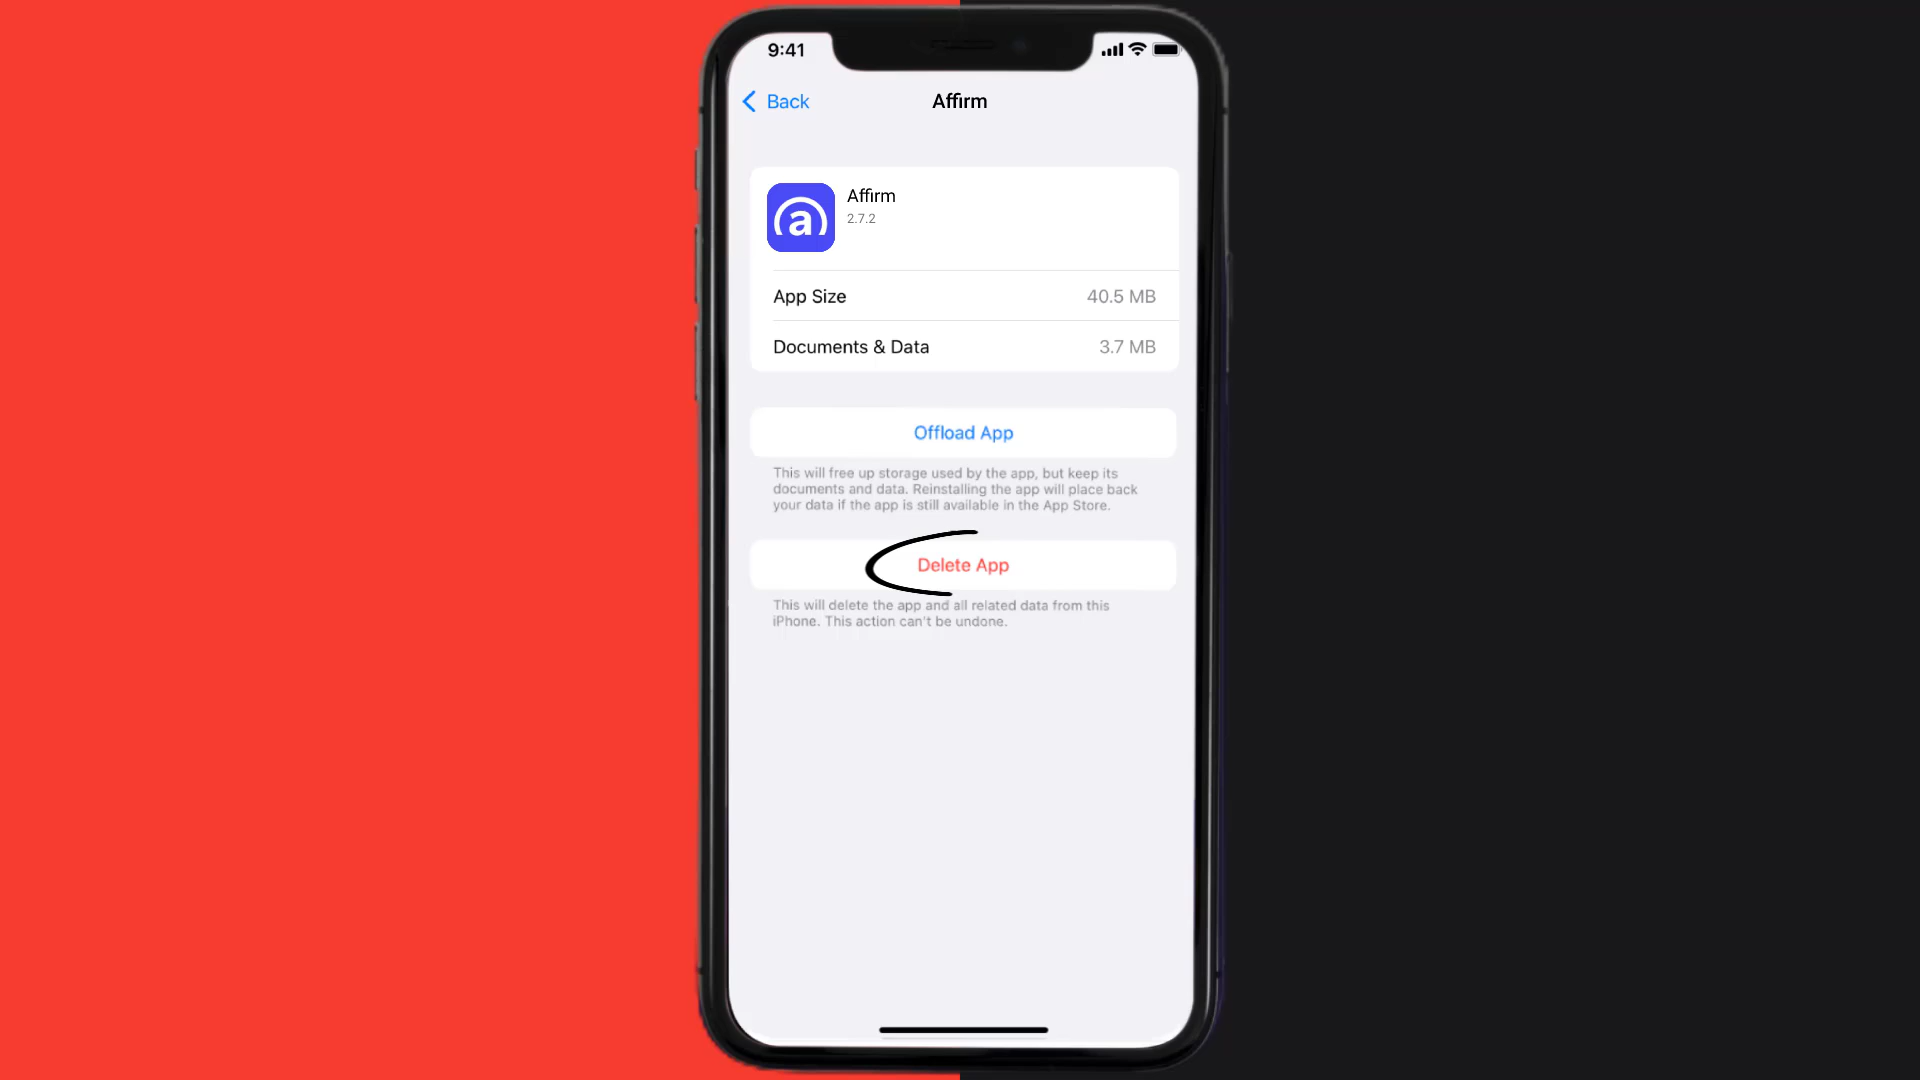 9:41
Back
Affirm
a
Affirm
2.7.2
App Size
40.5 MB
Documents & Data
3.7 MB
Offload App
This will free up storage used by the app, but keep its
documents and data. Reinstalling the app will place back
your data if the app is still available in the App Store.
Delete App
This will delete the app and all related data from this
iPhone. This action can't be undone.